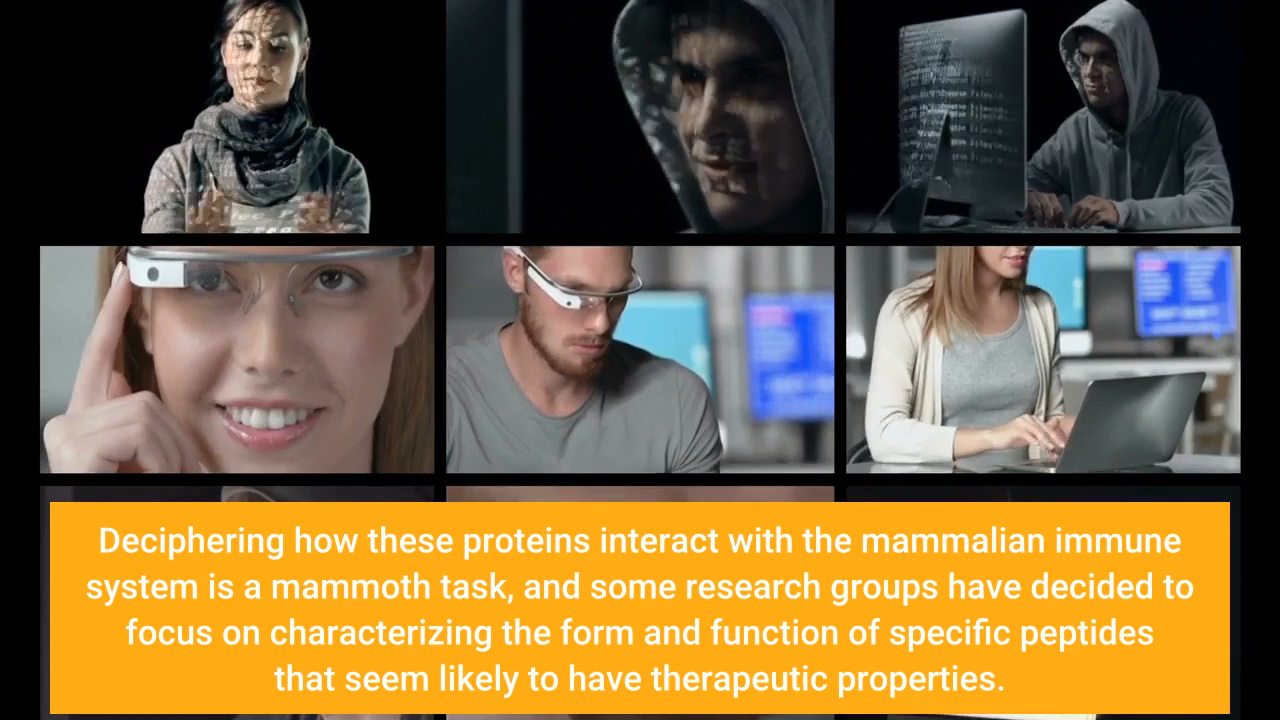 Deciphering how these proteins interact with the mammalian immune
system is a mammoth task, and some research groups have decided to
focus on characterizing the form and function of specific peptides
that seem likely to have therapeutic properties.